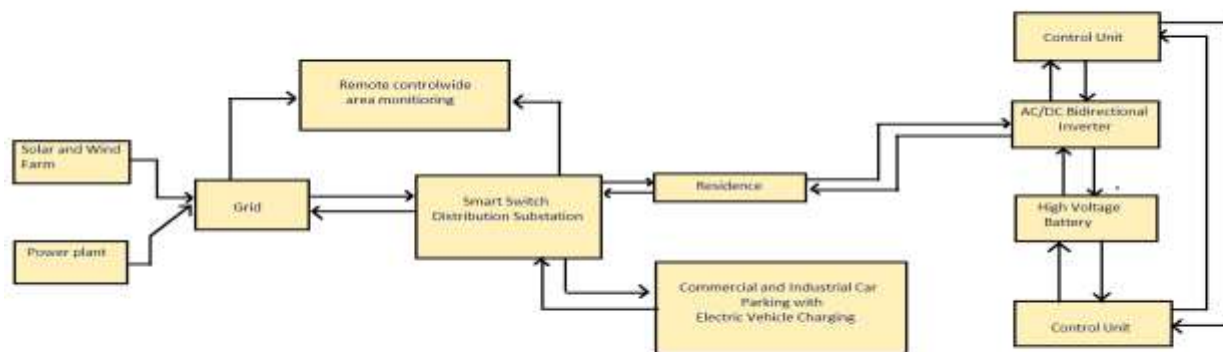 Control Unit
Remote controlwide
area munitiring
AC/DC Bidirectional
Inverter
Solar and Wind
Farm
Residence
Grid
Smart Switch
Distribution Substation
High Voltage
Battery
Power plant
Commercial and Industrial Car
Parking with
Electric Vehicle Charging
Control Unit